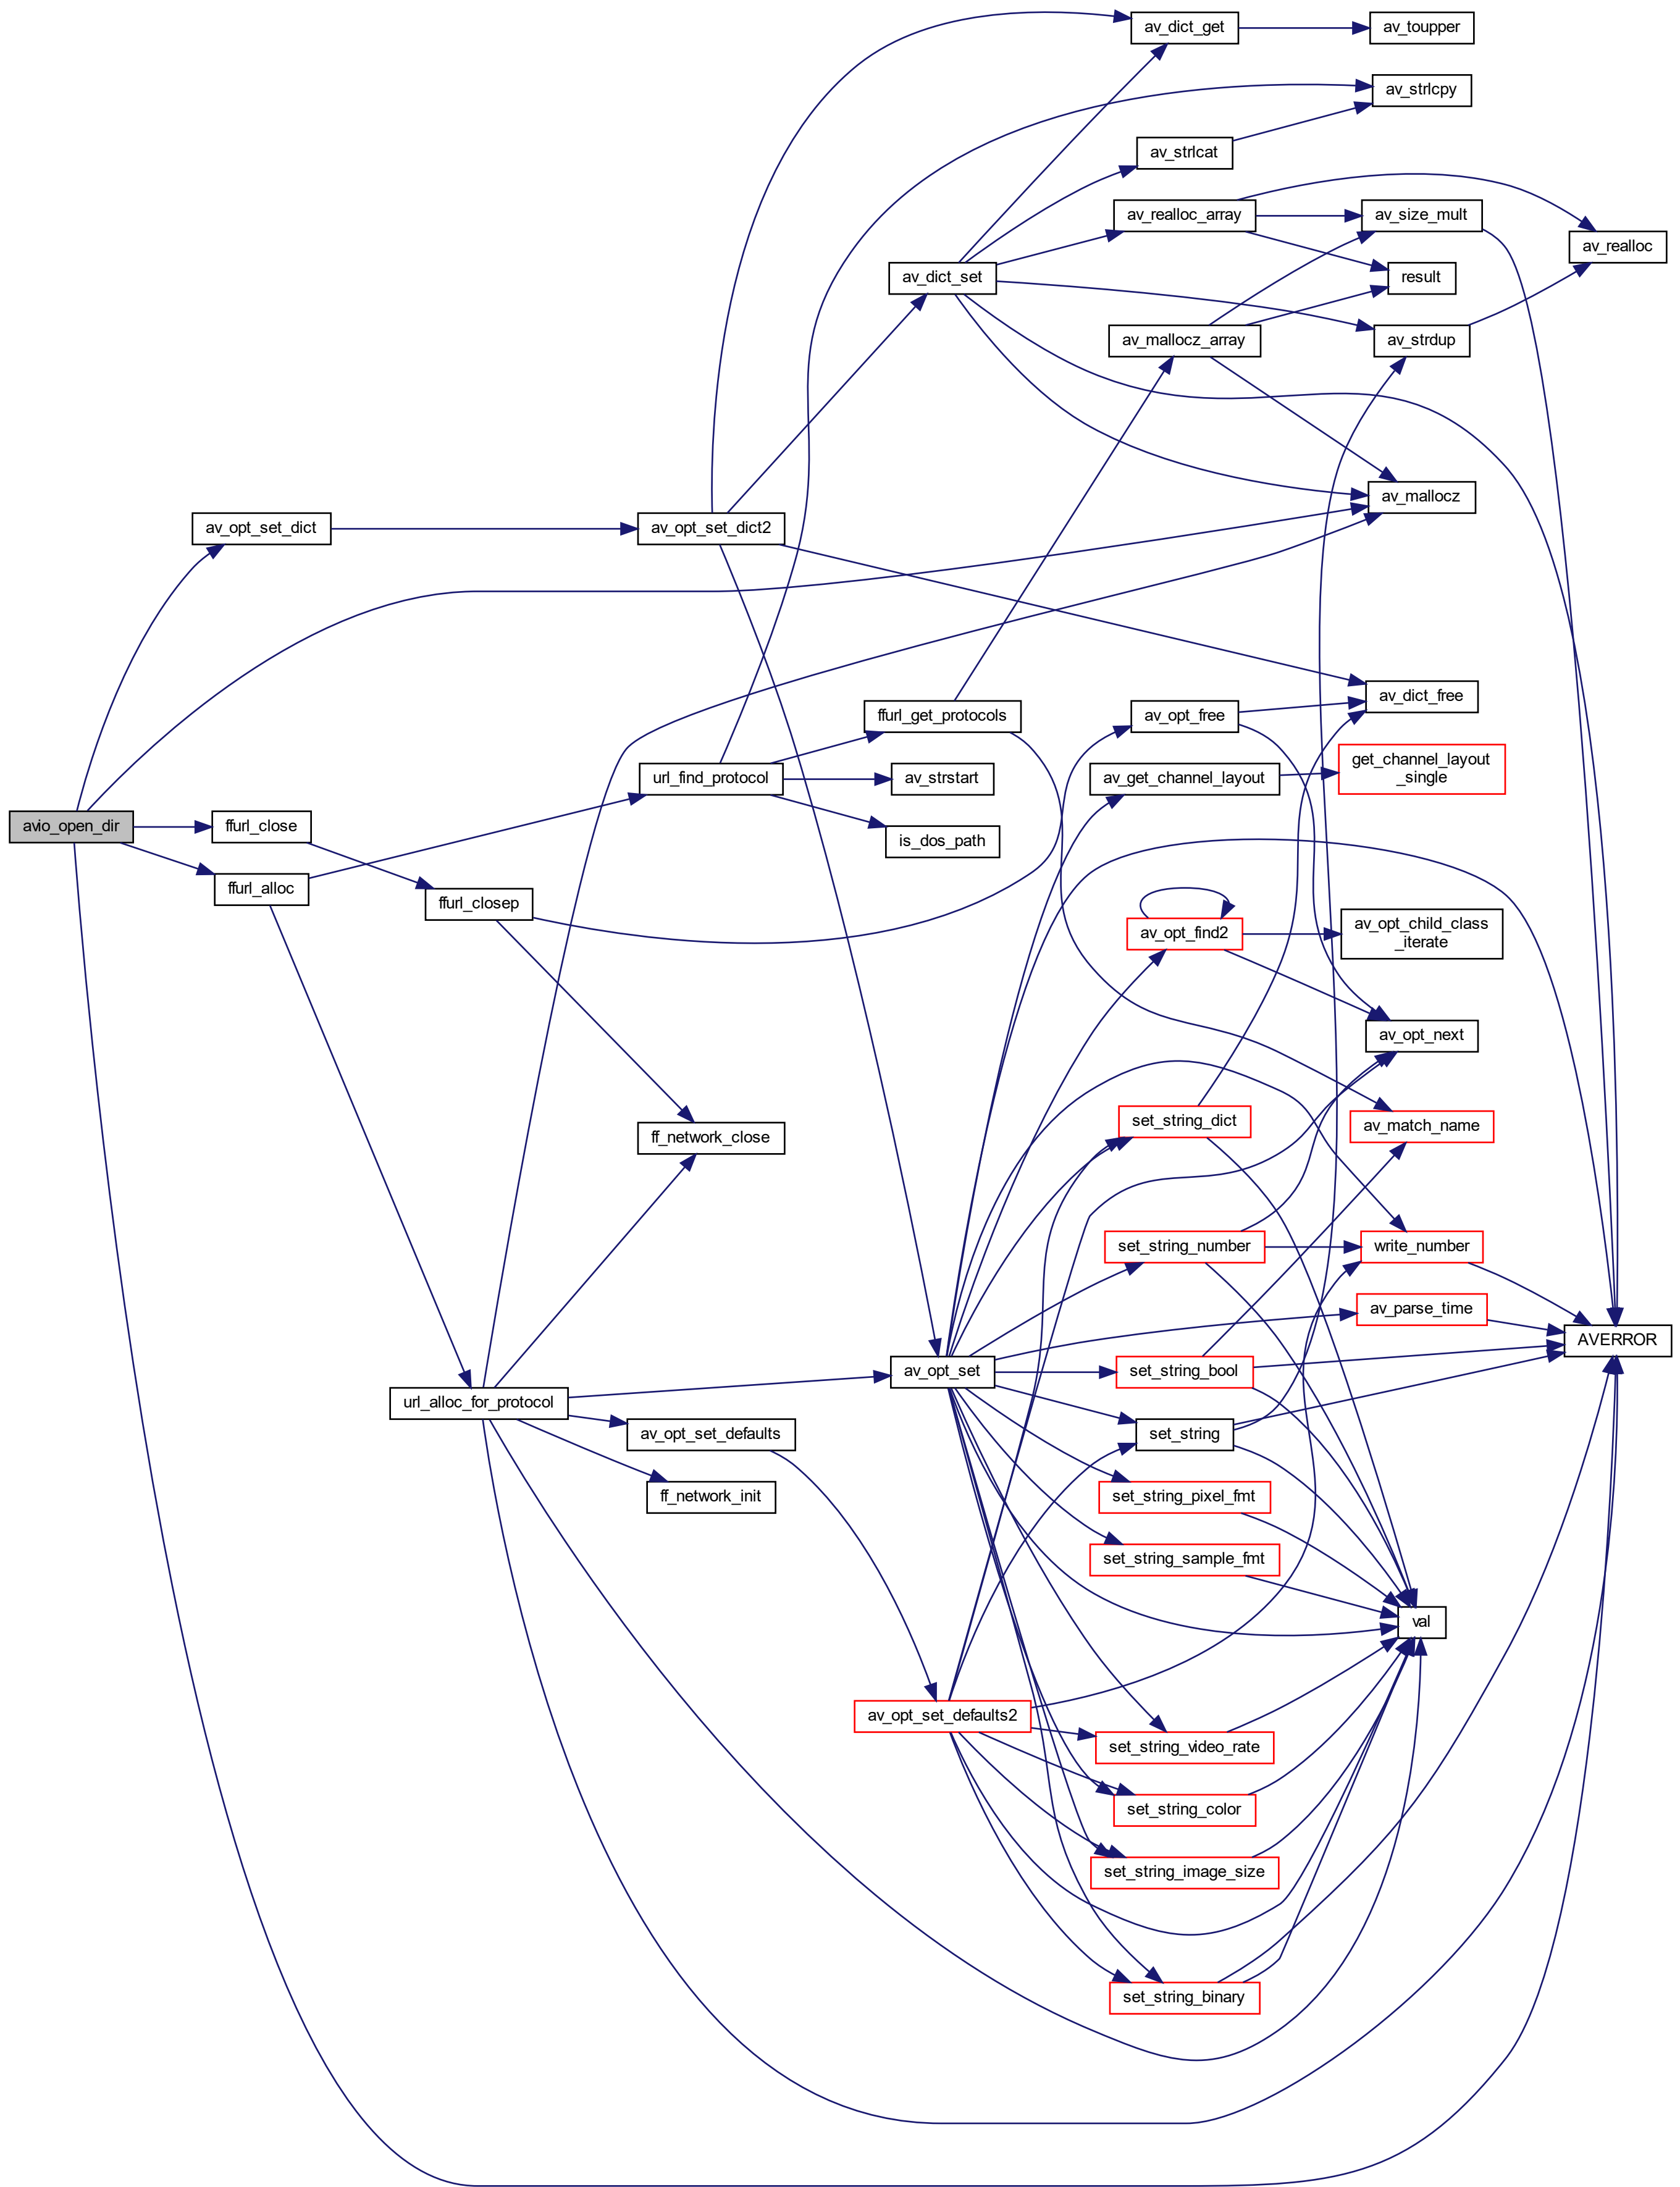 av_dict_get
av_toupper
av_strlcpy
av_strlcat
av_realloc_array
av_size_mult
av_realloc
av_dict_set
result
av_mallocz_array
av_strdup
av_mallocz
av_opt_set_dict
av_opt_set_dict2
av_dict_free
ffurl_get_protocols
av_opt_free
get_channel_layout
_single
url_find_protocol
av_strstart
av_get_channel_layout
avio_open_dir
ffurl_close
is_dos_path
ffurl_alloc
ffurl_closep
av_opt_find2
av_opt_child_class
_iterate
av_opt_next
set_string_dict
av_match_name
ff_network_close
set_string_number
write_number
av_parse_time
AVERROR
av_opt_set
set_string_bool
url_alloc_for_protocol
av_opt_set_defaults
set_string
ff_network_init
set_string_pixel_fmt
set_string_sample_fmt
val
av_opt_set_defaults2
set_string_video_rate
set_string_color
set_string_image_size
set_string_binary